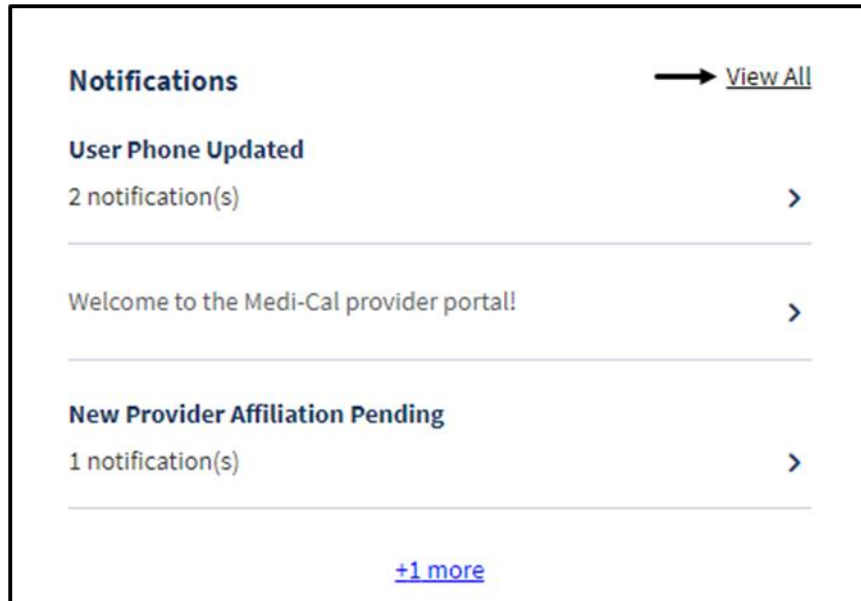 Notifications
View All
User Phone Updated
2 notification(s)
Welcome to the Medi-Cal provider portal!
New Provider Affiliation Pending
1 notification(s)
+1 more